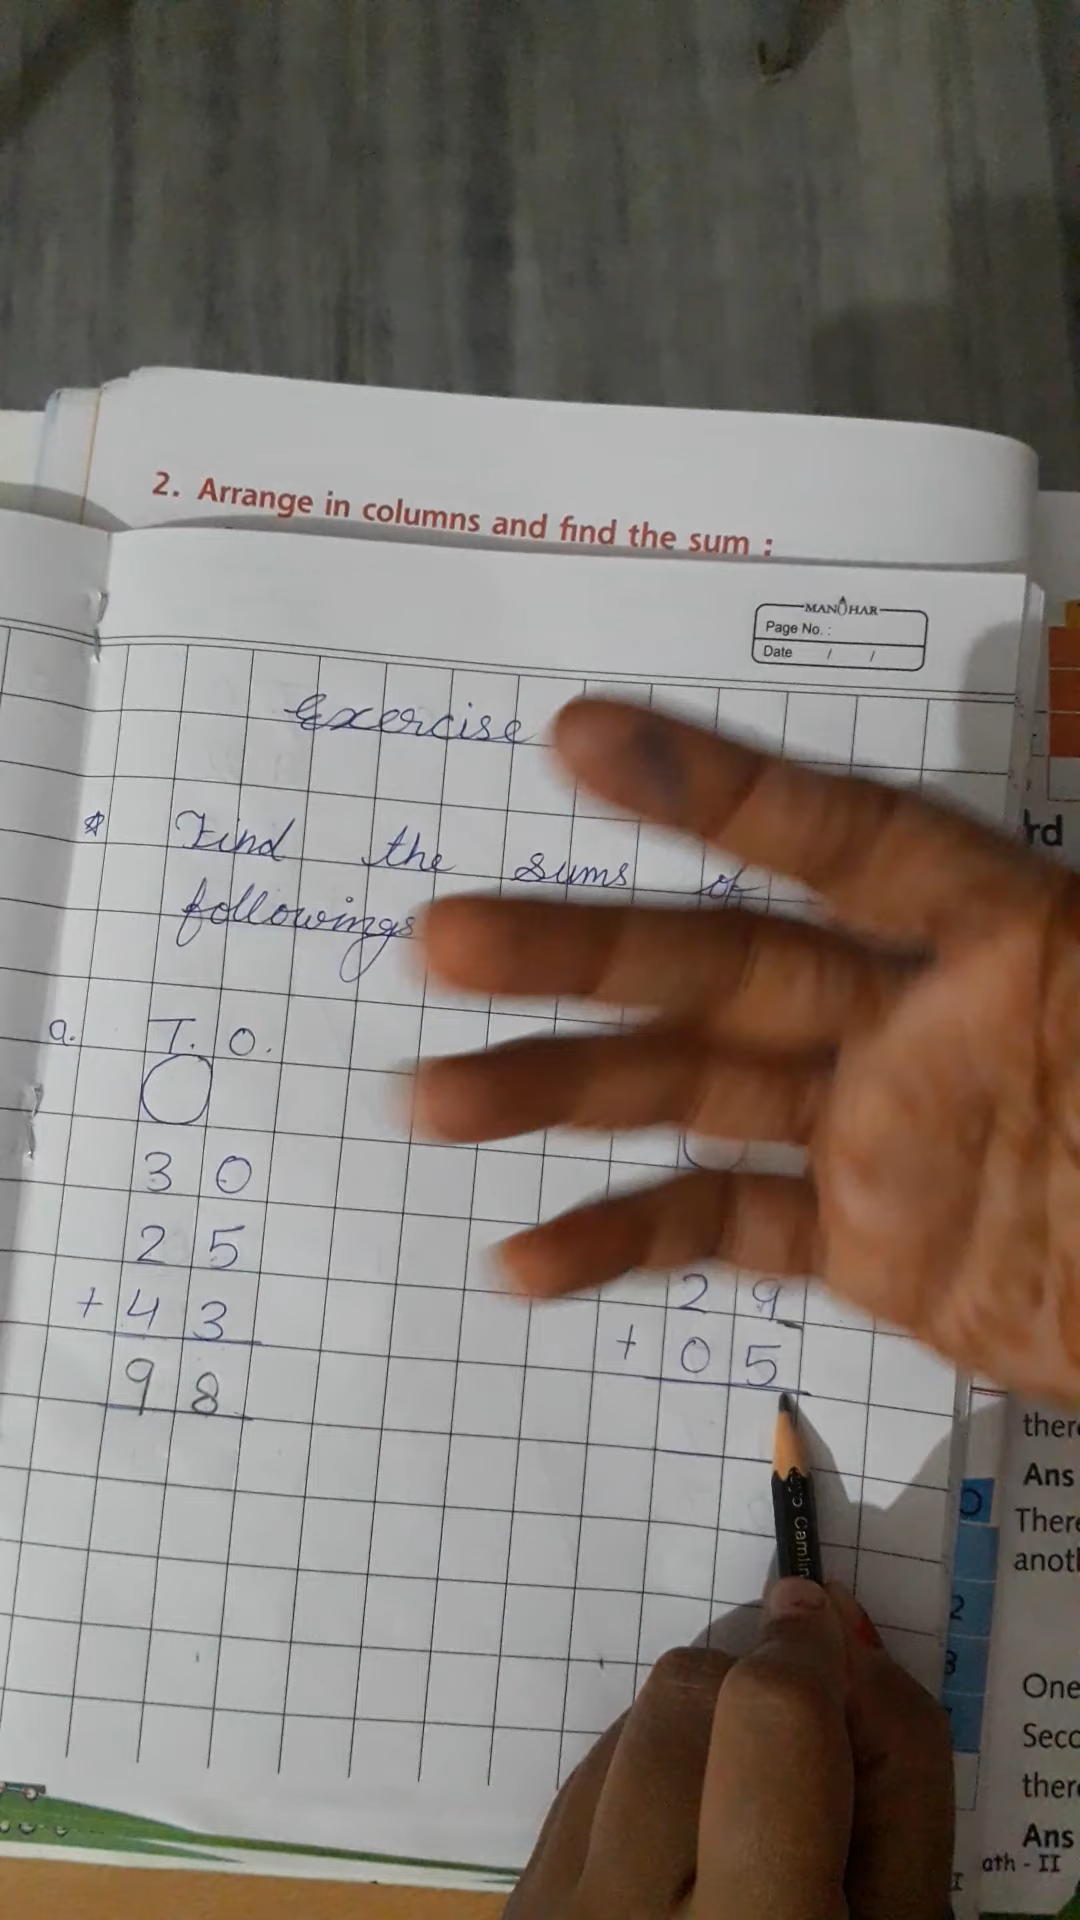 2. Arrange in columns and find the sum :
MANOHAR
Page No. :
Date / /
Exercise
Find the sums of
followings
a. T. O.
3 0
2 5
+ 4 3
9 8
2 9
+ 0 5
Camlin
rd
there
Ans
There
2
3
One
there
Ans
ath - II